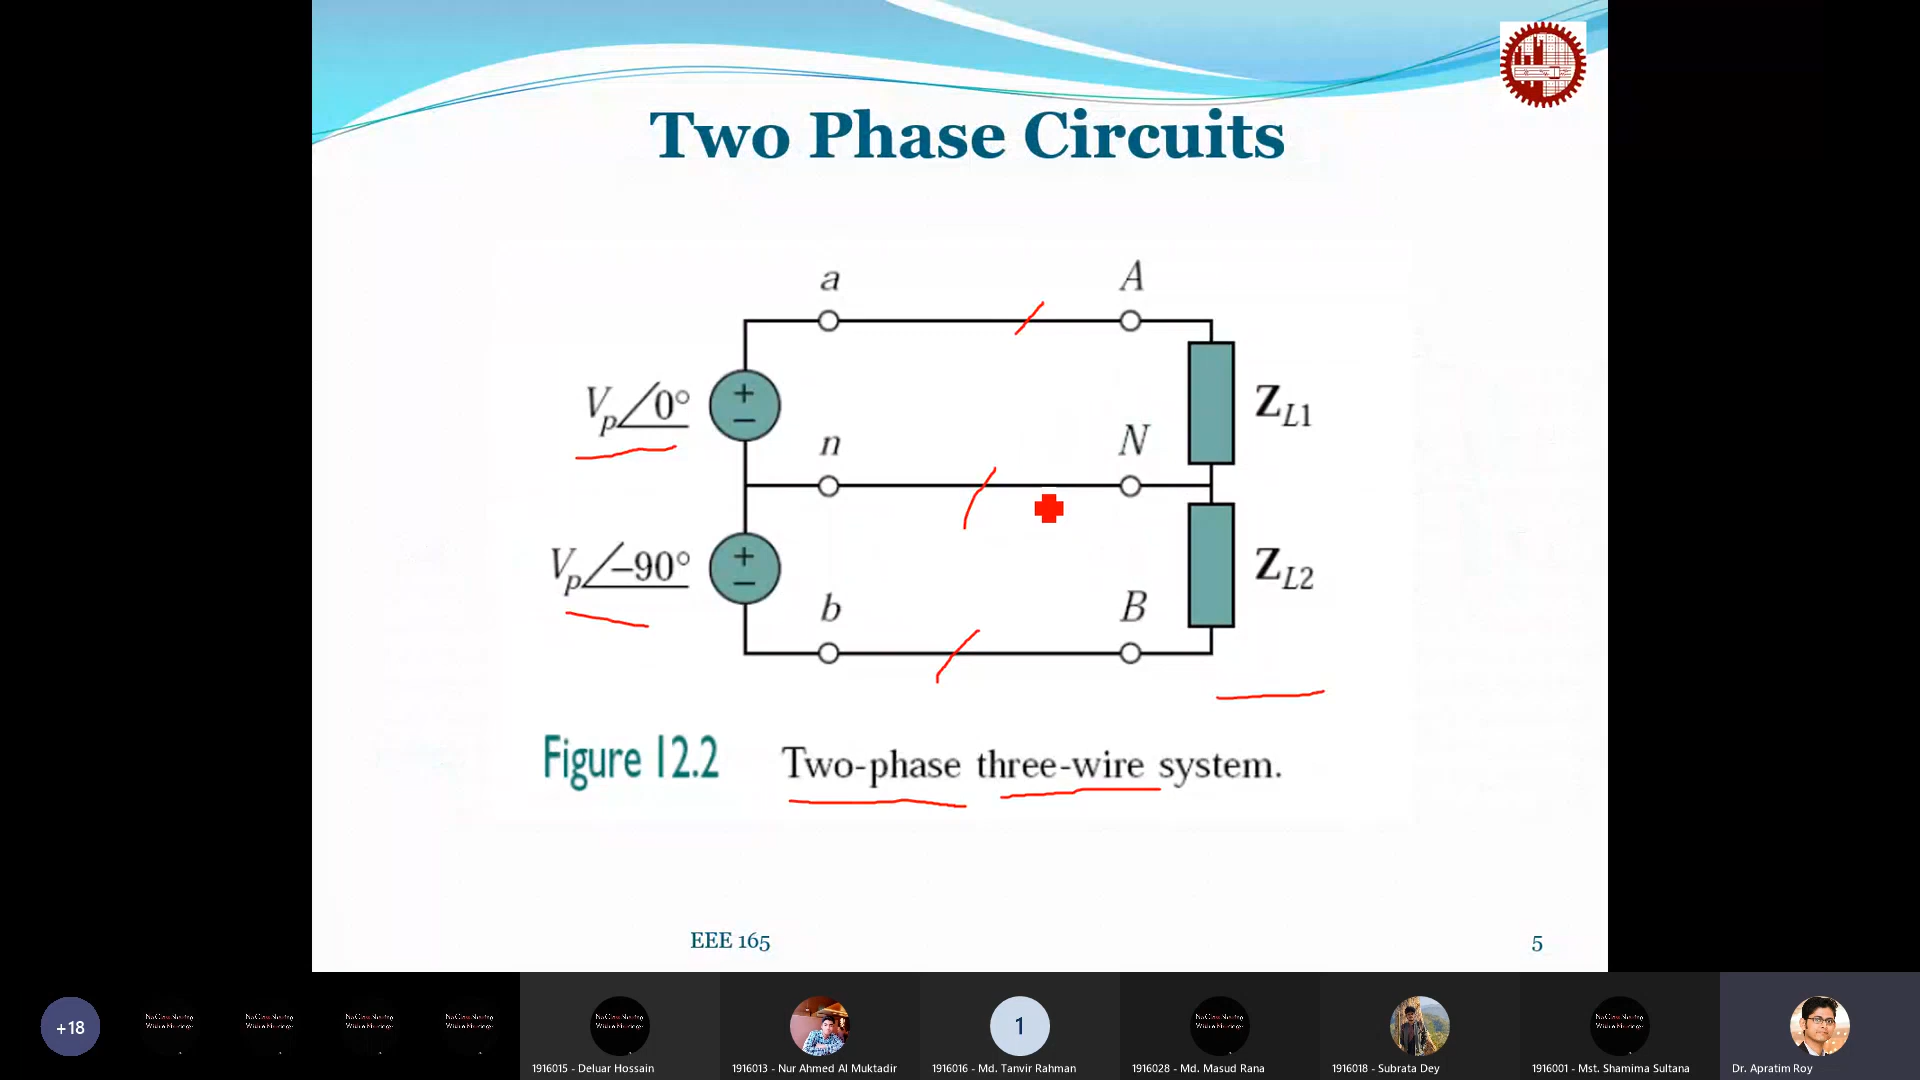 Two Phase Circuits
a
A
Vp∠0°
+
−
ZL1
n
N
Vp∠−90°
+
−
ZL2
b
B
Figure 12.2 Two-phase three-wire system.
EEE 165
5
+18
1
1916015 - Deluar Hossain
1916013 - Nur Ahmed Al Muktadir
1916016 - Md. Tanvir Rahman
1916028 - Md. Masud Rana
1916018 - Subrata Dey
1916001 - Mst. Shamima Sultana
Dr. Apratim Roy